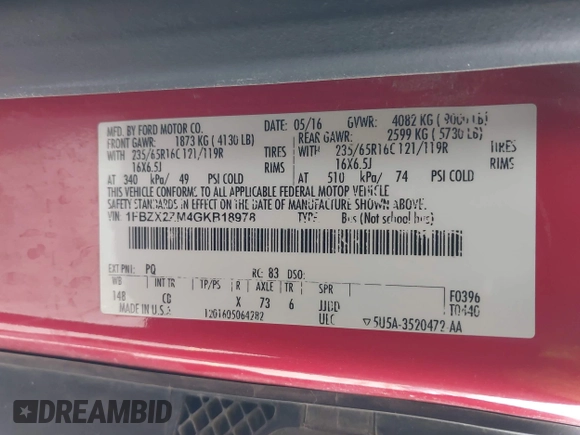 MFD. BY FORD MOTOR CO.
DATE: 05/16 GVWR: 4082 KG ( 9000 LB)
FRONT GAWR: 1873 KG ( 4130 LB) REAR GAWR: 2599 KG ( 5730 LB)
WITH 235/65R16C 121/119R TIRES WITH 235/65R16C 121/119R TIRES
16X6.5J RIMS 16X6.5J RIMS
AT 340 kPa/ 49 PSI COLD AT 510 kPa/ 74 PSI COLD
THIS VEHICLE CONFORMS TO ALL APPLICABLE FEDERAL MOTOR VEHICLE
SAFETY STANDARDS IN EFFECT ON THE DATE OF MANUFACTURE SHOWN ABOVE.
VIN: 1FBZX2ZM4GKB18978
TYPE: Bus (Not school bus)
EXT PNT: PQ RC: 83 DSO:
WB INT TR TP/PS R AXLE TR SPR
148 CB X 73 6 JJDD
F0396
T0440
MADE IN U.S.A. 1201605064282 ULC
5U5A-3520472 AA
DREAMBID